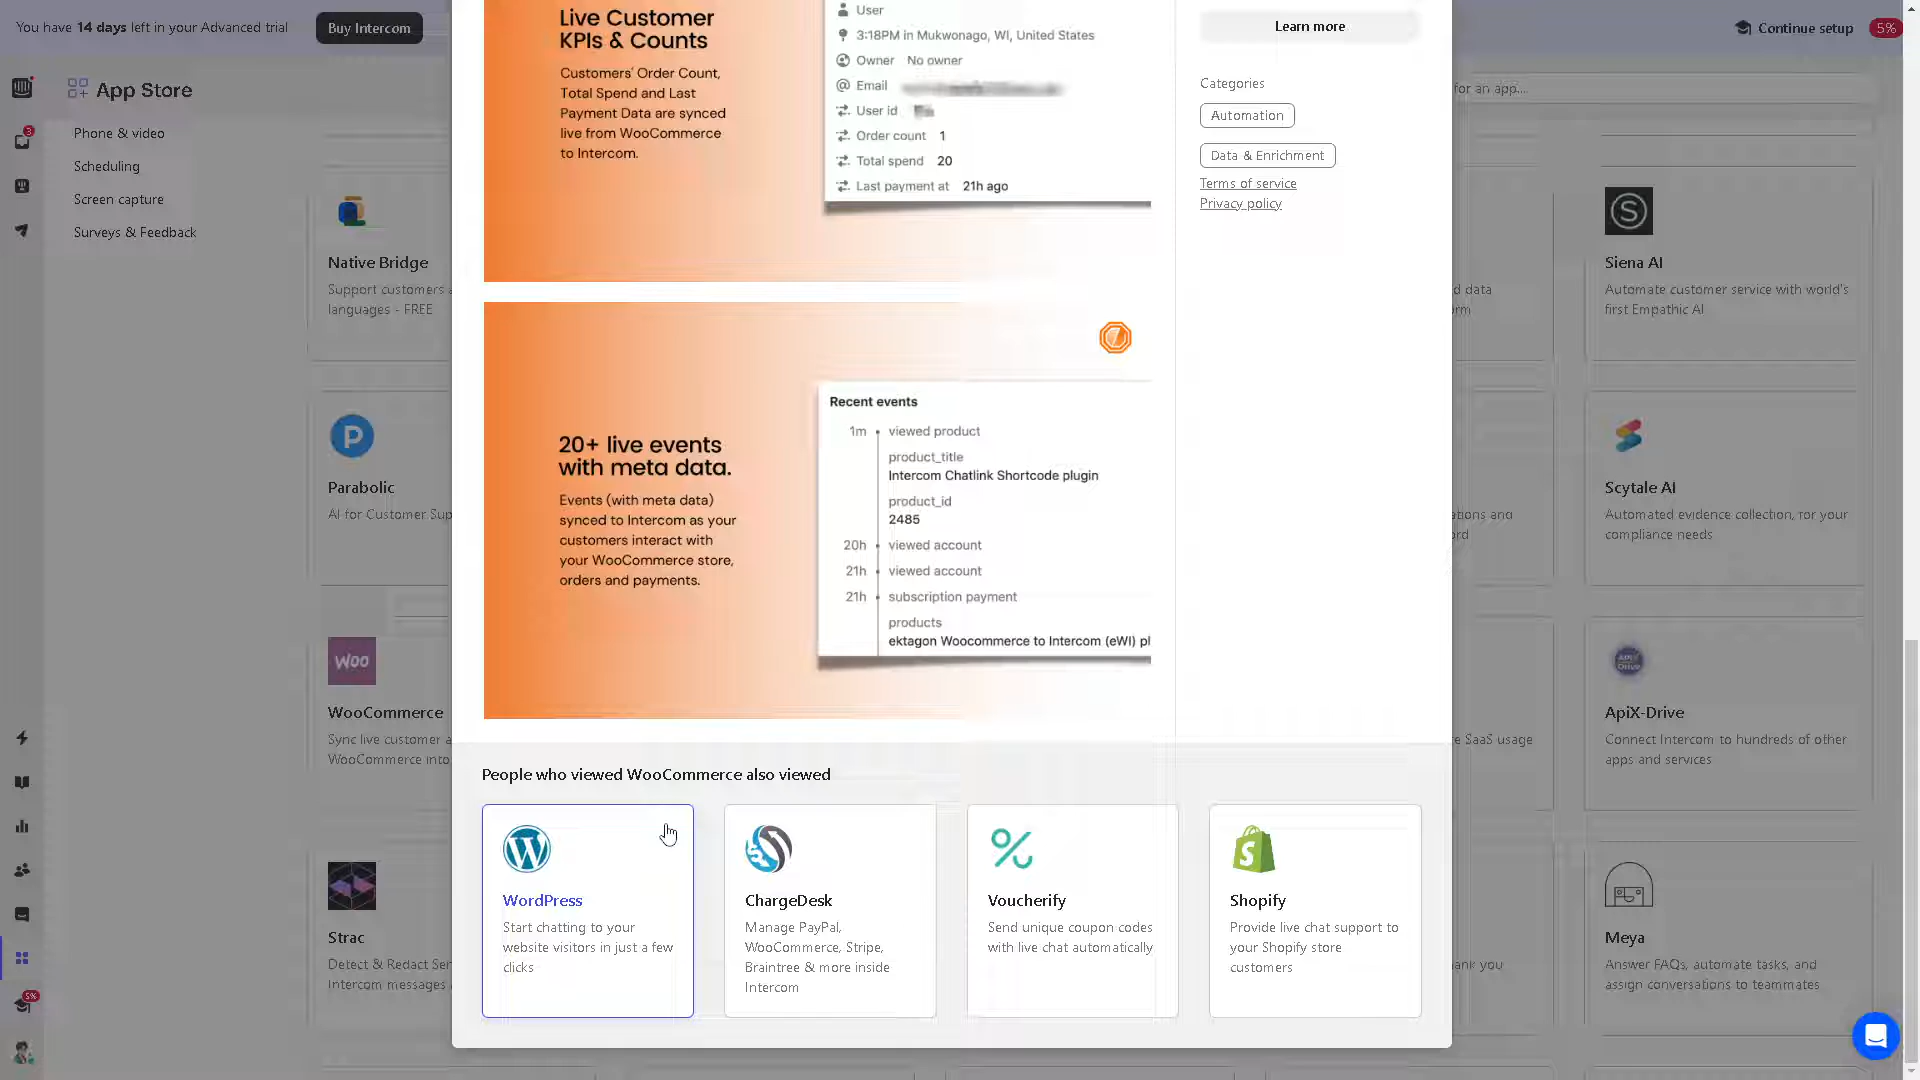 You have 14 days left in your Advanced trial
Buy Intercom
Continue setup
5%
App Store
for an app....
3
Phone & video
Scheduling
Screen capture
Surveys & Feedback
5%
Native Bridge
Support customers
languages - FREE
Parabolic
AI for Customer Sup
Woo
WooCommerce
Sync live customer a
WooCommerce into
Strac
Detect & Redact Ser
Intercom messages
Live Customer
KPIs & Counts
Customers' Order Count,
Total Spend and Last
Payment Data are synced
live from WooCommerce
to Intercom.
User
3:18PM in Mukwonago, WI, United States
Owner No owner
Email
User id
Order count 1
Total spend 20
Last payment at 21h ago
20+ live events
with meta data.
Events (with meta data)
synced to Intercom as your
customers interact with
your WooCommerce store,
orders and payments.
Recent events
1m viewed product
product_title
Intercom Chatlink Shortcode plugin
product_id
2485
20h viewed account
21h viewed account
21h subscription payment
products
ektagon Woocommerce to Intercom (eWI) pl
Learn more
Categories
Automation
Data & Enrichment
Terms of service
Privacy policy
People who viewed WooCommerce also viewed
WordPress
Start chatting to your
website visitors in just a few
clicks
ChargeDesk
Manage PayPal,
WooCommerce, Stripe,
Braintree & more inside
Intercom
Voucherify
Send unique coupon codes
with live chat automatically
Shopify
Provide live chat support to
your Shopify store
customers
d data
rm
ations and
ord
e SaaS usage
ank you
Siena AI
Automate customer service with world's
first Empathic AI
Scytale AI
Automated evidence collection, for your
compliance needs
ApiX-Drive
Connect Intercom to hundreds of other
apps and services
Meya
Answer FAQs, automate tasks, and
assign conversations to teammates